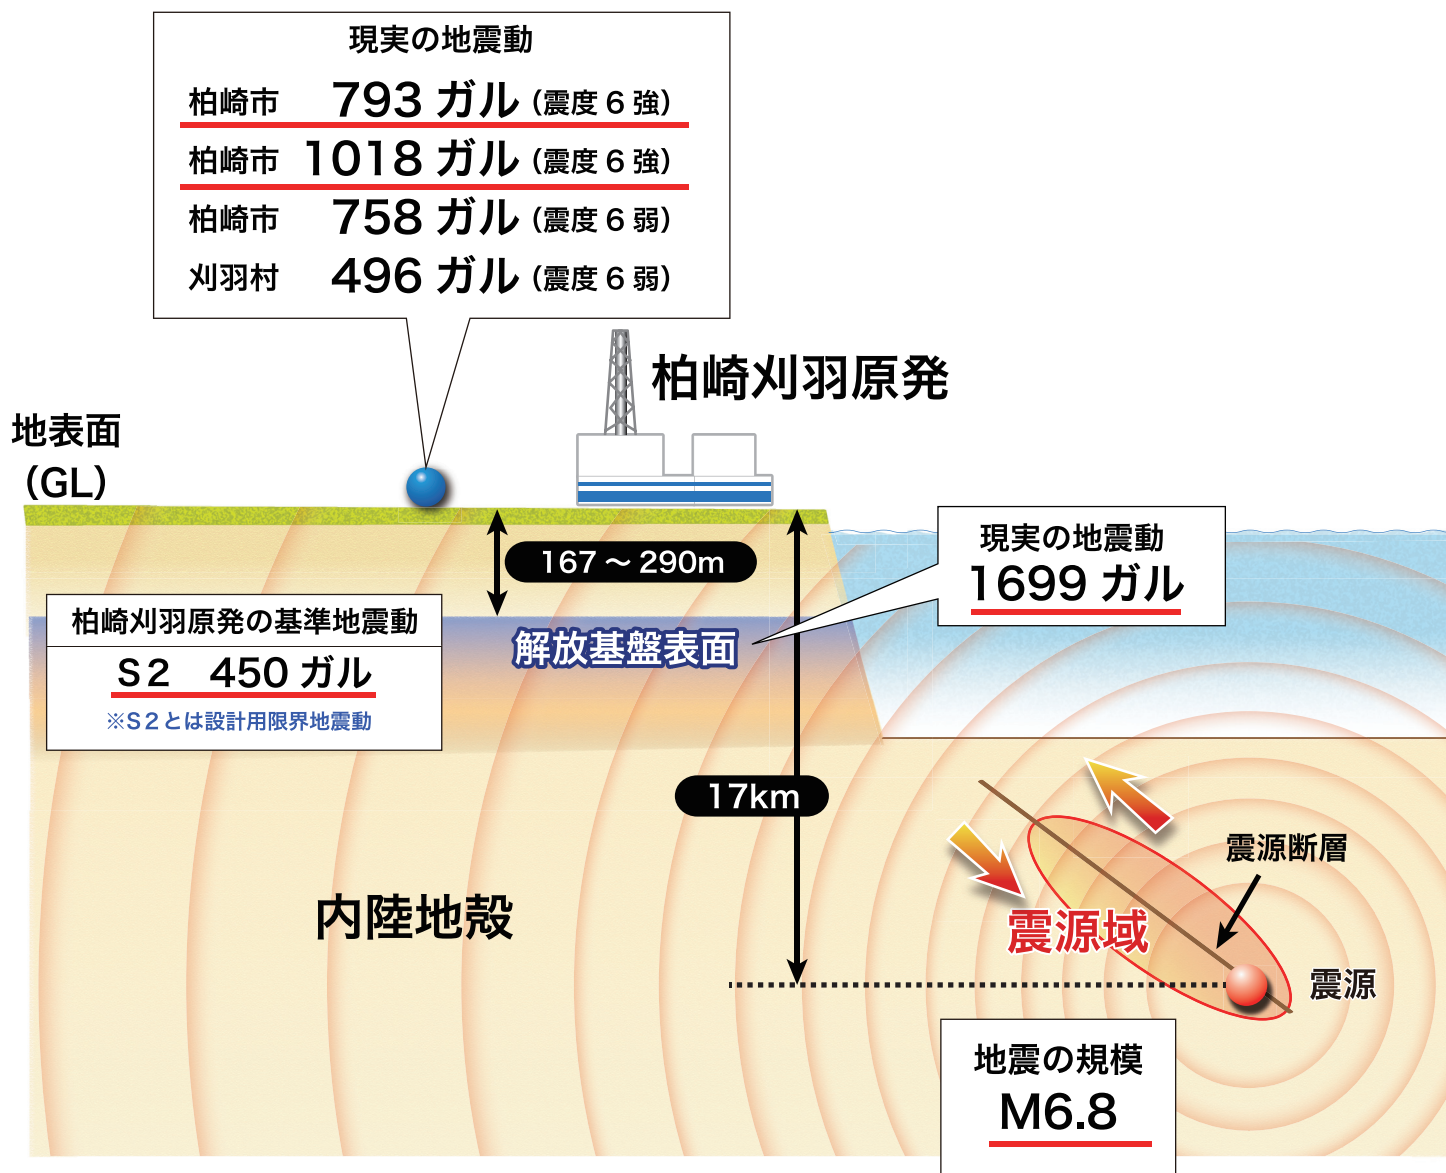 現実の地震動
柏崎市 793 ガル (震度 6 強)
柏崎市 1018 ガル (震度 6 強)
柏崎市 758 ガル (震度 6 弱)
刈羽村 496 ガル (震度 6 弱)
柏崎刈羽原発
地表面
(GL)
167 〜 290m
現実の地震動
1699 ガル
柏崎刈羽原発の基準地震動
S2 450 ガル
※S2とは設計用限界地震動
解放基盤表面
17km
震源断層
内陸地殻
震源域
震源
地震の規模
M6.8